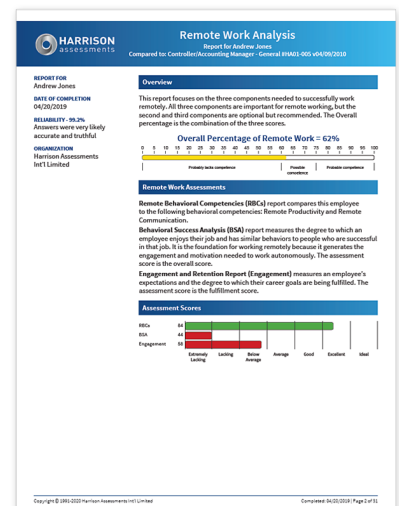 HARRISON
assessments
Remote Work Analysis
Report for Andrew Jones
Compared to: Controller/Accounting Manager - General #HA01-005 v04/09/2010
REPORT FOR
Andrew Jones
DATE OF COMPLETION
04/20/2019
RELIABILITY - 99.2%
Answers were very likely
accurate and truthful
ORGANIZATION
Harrison Assessments
Int'l Limited
Overview
This report focuses on the three components needed to successfully work
remotely. All three components are important for remote working, but the
second and third components are optional but recommended. The Overall
percentage is the combination of the three scores.
Overall Percentage of Remote Work = 62%
0 5 10 15 20 25 30 35 40 45 50 55 60 65 70 75 80 85 90 95 100
Probably lacks competence
Possible
competence
Probable competence
Remote Work Assessments
Remote Behavioral Competencies (RBCs) report compares this employee
to the following behavioral competencies: Remote Productivity and Remote
Communication.
Behavioral Success Analysis (BSA) report measures the degree to which an
employee enjoys their job and has similar behaviors to people who are successful
in that job. It is the foundation for working remotely because it generates the
engagement and motivation needed to work autonomously. The assessment
score is the overall score.
Engagement and Retention Report (Engagement) measures an employee's
expectations and the degree to which their career goals are being fulfilled. The
assessment score is the fulfillment score.
Assessment Scores
RBCs 84
BSA 44
Engagement 58
Extremely
Lacking
Lacking
Below
Average
Average
Good
Excellent
Ideal
Copyright © 1991-2020 Harrison Assessments Int'l Limited
Completed: 04/20/2019 | Page 2 of 51